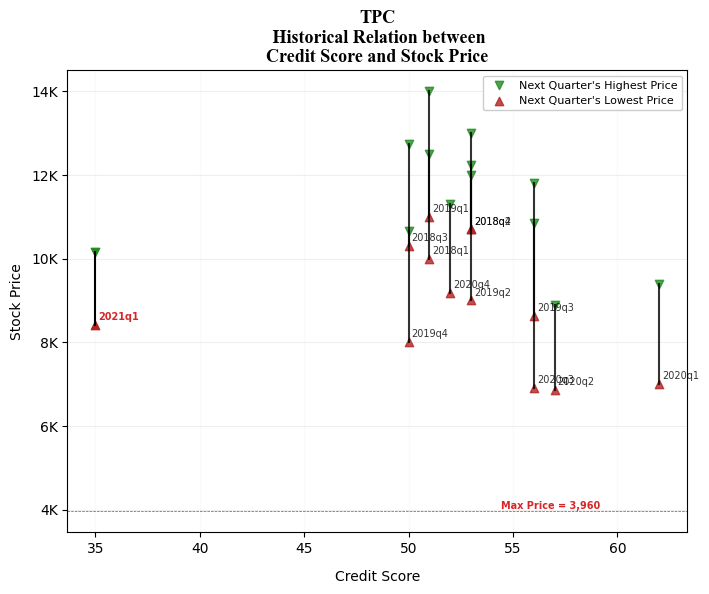 TPC
Historical Relation between
Credit Score and Stock Price
Next Quarter's Highest Price
Next Quarter's Lowest Price
14K
12K
10K
8K
6K
4K
Stock Price
2019q1
2018q4
2018q3
2018q1
2020q4
2019q2
2021q1
2019q3
2019q4
2020q3
2020q2
2020q1
Max Price = 3,960
35
40
45
50
55
60
Credit Score